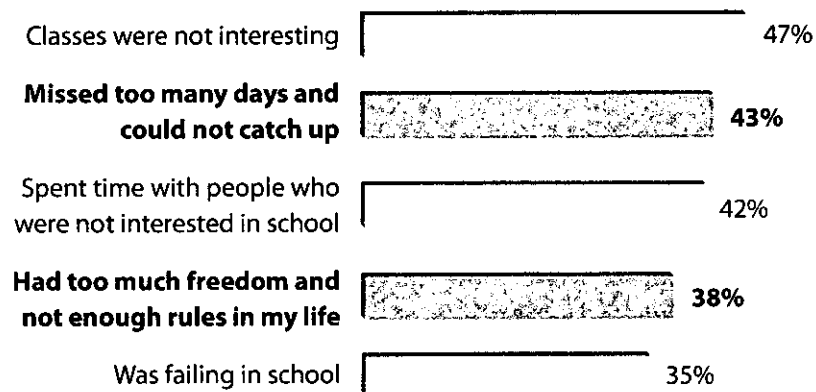 Classes were not interesting 47%
Missed too many days and
could not catch up 43%
Spent time with people who
were not interested in school 42%
Had too much freedom and
not enough rules in my life 38%
Was failing in school 35%